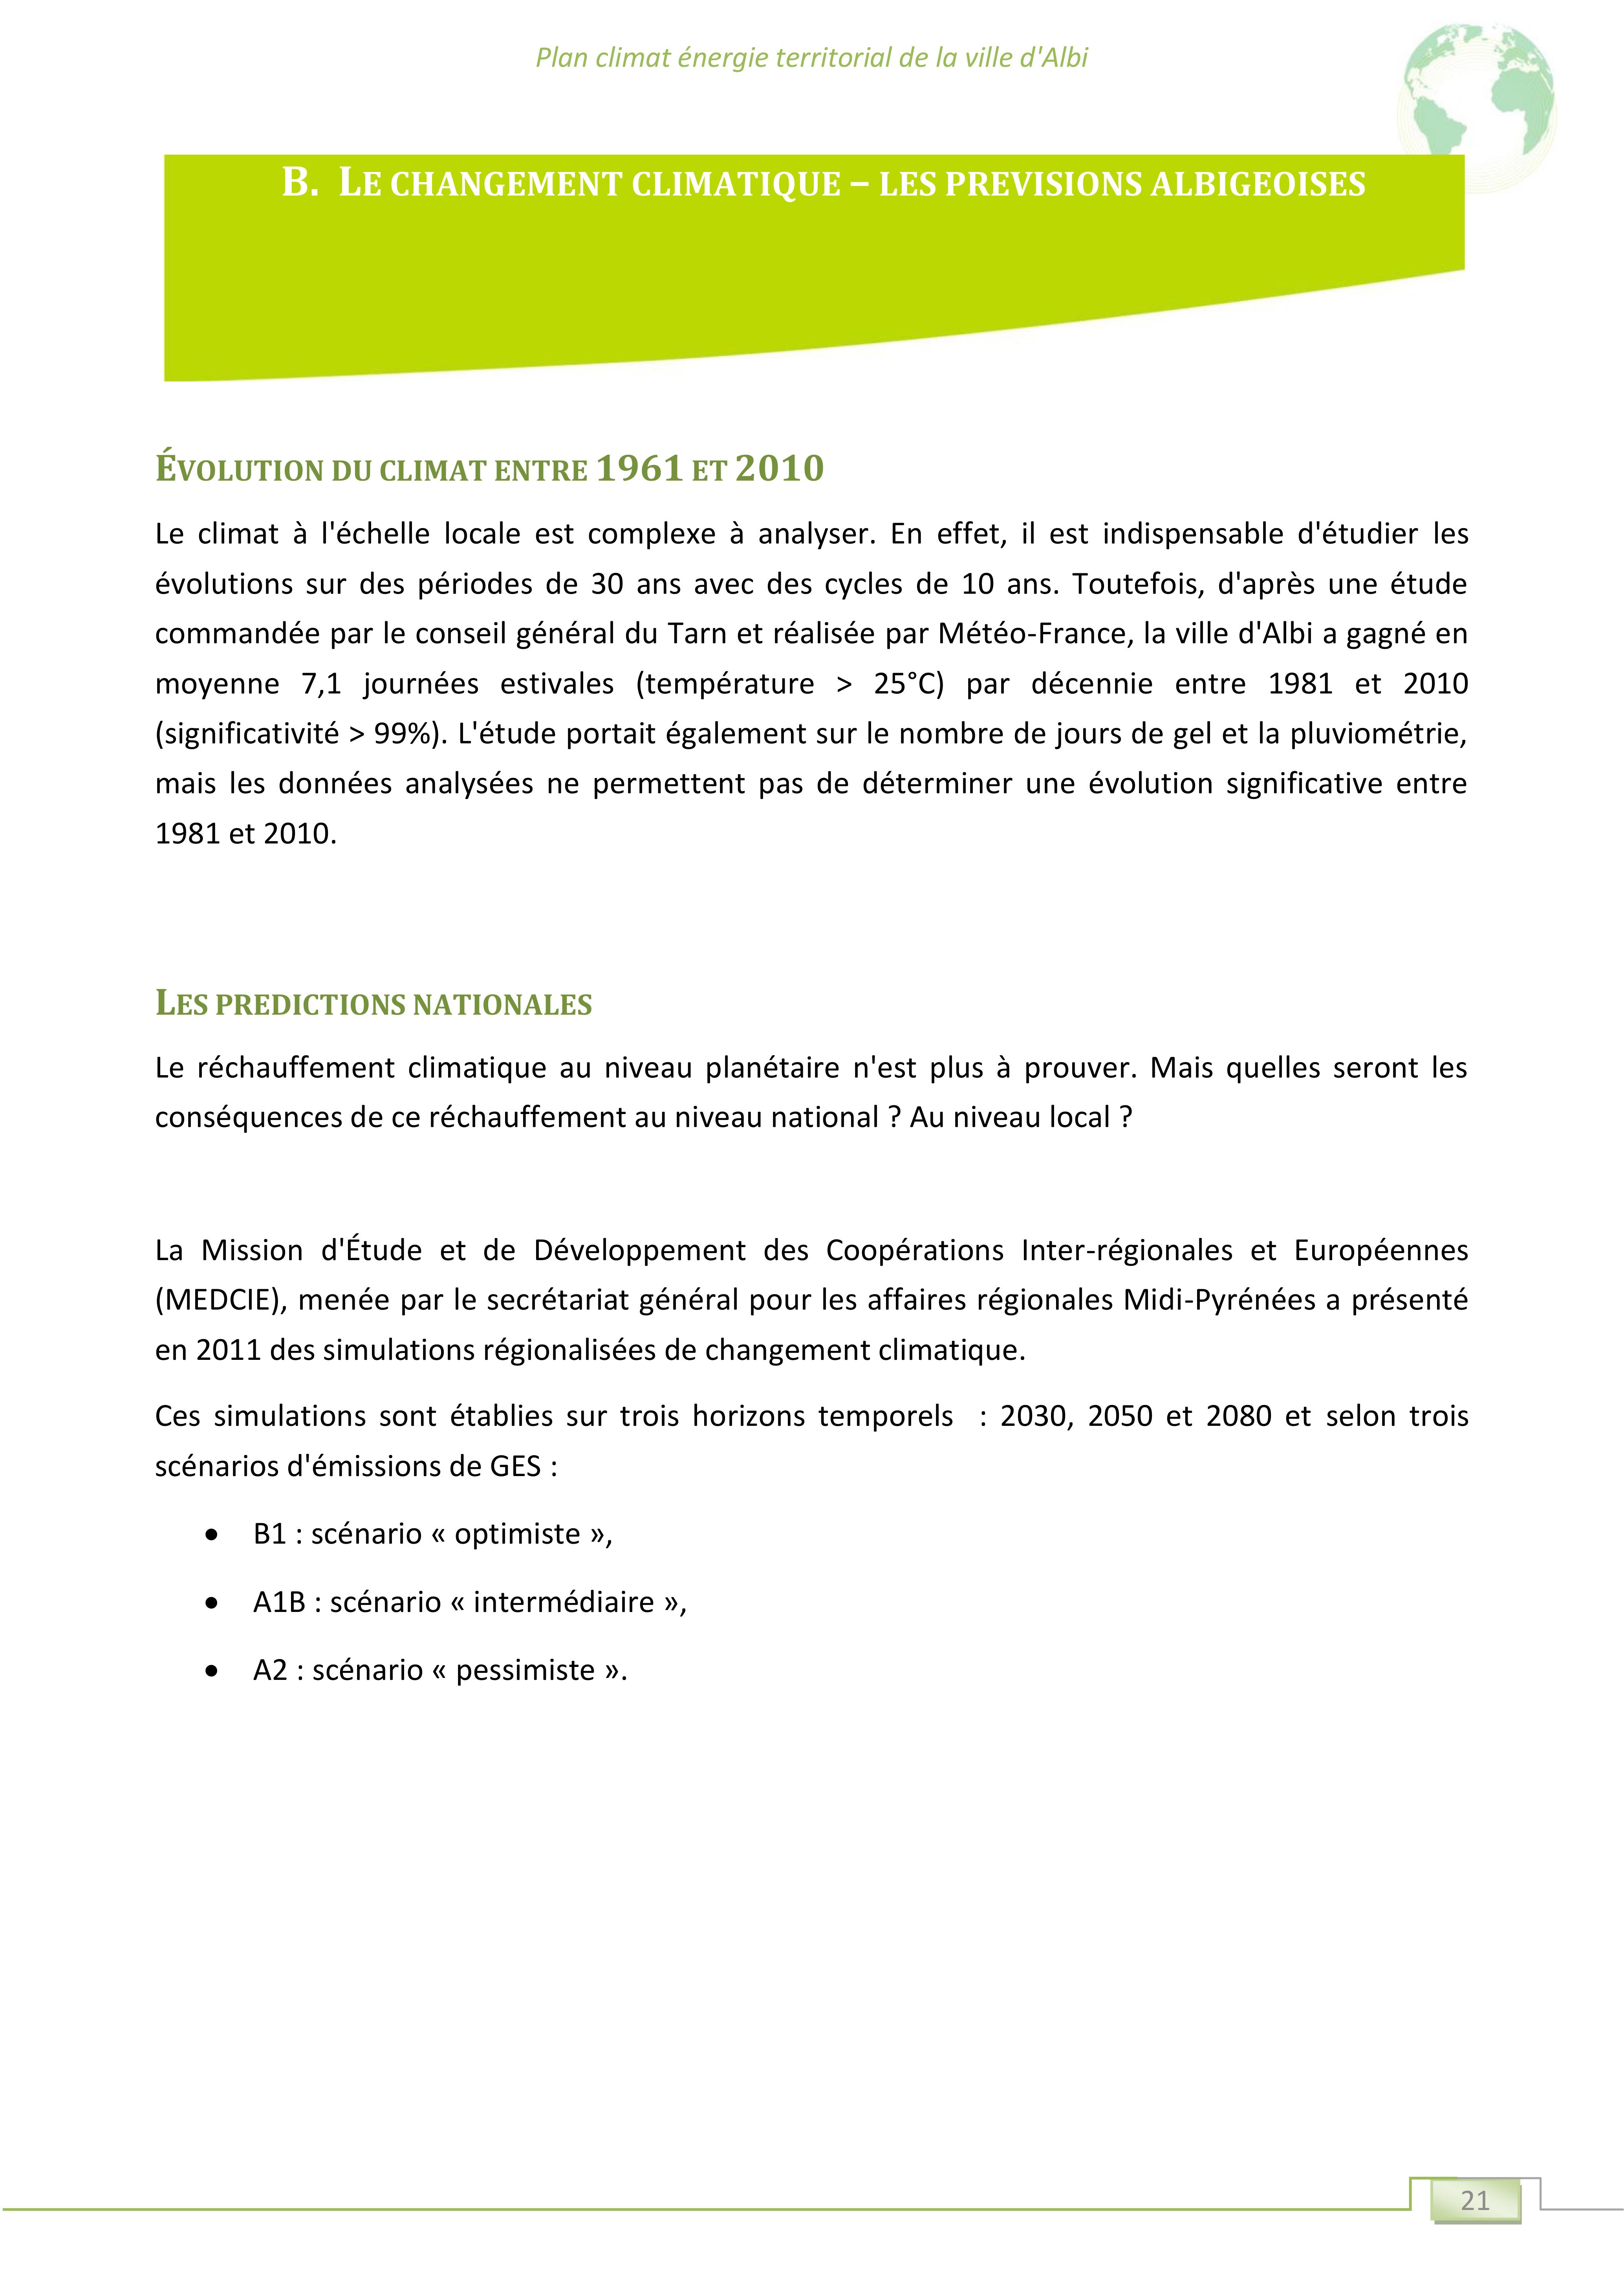 Plan climat énergie territorial de la ville d'Albi
B. LE CHANGEMENT CLIMATIQUE – LES PREVISIONS ALBIGEOISES
ÉVOLUTION DU CLIMAT ENTRE 1961 ET 2010
Le climat à l'échelle locale est complexe à analyser. En effet, il est indispensable d'étudier les
évolutions sur des périodes de 30 ans avec des cycles de 10 ans. Toutefois, d'après une étude
commandée par le conseil général du Tarn et réalisée par Météo-France, la ville d'Albi a gagné en
moyenne 7,1 journées estivales (température > 25°C) par décennie entre 1981 et 2010
(significativité > 99%). L'étude portait également sur le nombre de jours de gel et la pluviométrie,
mais les données analysées ne permettent pas de déterminer une évolution significative entre
1981 et 2010.
LES PREDICTIONS NATIONALES
Le réchauffement climatique au niveau planétaire n'est plus à prouver. Mais quelles seront les
conséquences de ce réchauffement au niveau national ? Au niveau local ?
La Mission d'Étude et de Développement des Coopérations Inter-régionales et Européennes
(MEDCIE), menée par le secrétariat général pour les affaires régionales Midi-Pyrénées a présenté
en 2011 des simulations régionalisées de changement climatique.
Ces simulations sont établies sur trois horizons temporels : 2030, 2050 et 2080 et selon trois
scénarios d'émissions de GES :
• B1 : scénario « optimiste »,
• A1B : scénario « intermédiaire »,
• A2 : scénario « pessimiste ».
21